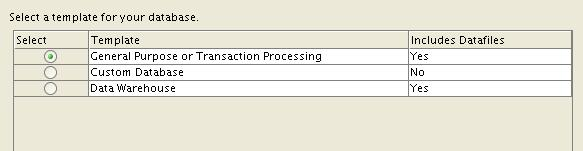 Select a template for your database.
Select Template Includes Datafiles
General Purpose or Transaction Processing Yes
Custom Database No
Data Warehouse Yes